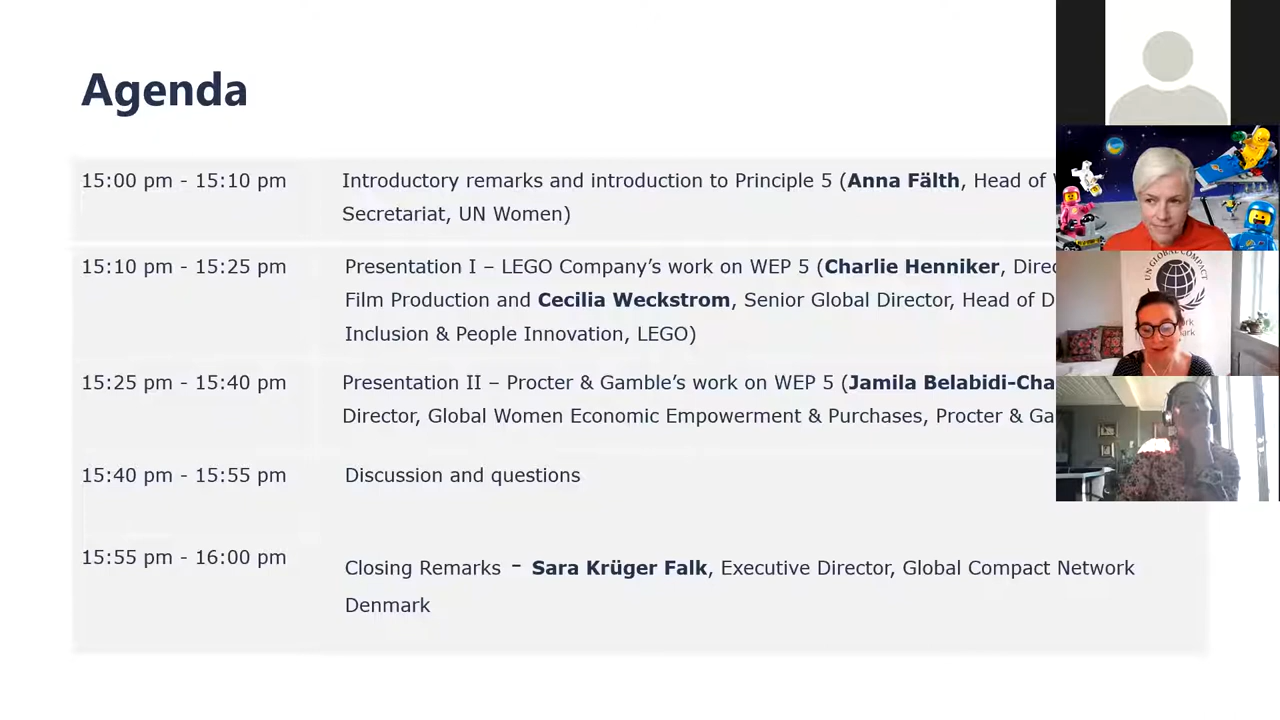 Agenda
15:00 pm - 15:10 pm
Introductory remarks and introduction to Principle 5 (Anna Fälth, Head of
Secretariat, UN Women)
15:10 pm - 15:25 pm
Presentation I – LEGO Company’s work on WEP 5 (Charlie Henniker,
Film Production and Cecilia Weckstrom, Senior Global Director, Head of
Inclusion & People Innovation, LEGO)
15:25 pm - 15:40 pm
Presentation II – Procter & Gamble’s work on WEP 5 (Jamila Belabidi-Cha
Director, Global Women Economic Empowerment & Purchases, Procter & Ga
15:40 pm - 15:55 pm
Discussion and questions
15:55 pm - 16:00 pm
Closing Remarks - Sara Krüger Falk, Executive Director, Global Compact Network
Denmark
UN GLOBAL COMPACT